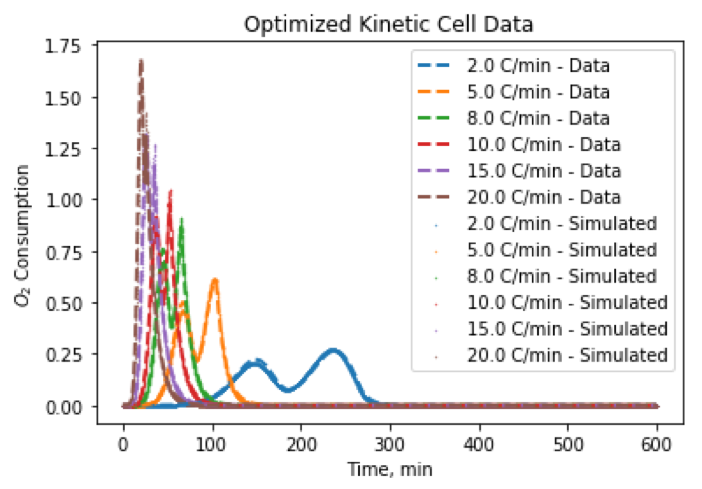 Optimized Kinetic Cell Data
1.75
1.50
1.25
1.00
0.75
0.50
0.25
0.00
O2 Consumption
2.0 C/min - Data
5.0 C/min - Data
8.0 C/min - Data
10.0 C/min - Data
15.0 C/min - Data
20.0 C/min - Data
2.0 C/min - Simulated
5.0 C/min - Simulated
8.0 C/min - Simulated
10.0 C/min - Simulated
15.0 C/min - Simulated
20.0 C/min - Simulated
0 100 200 300 400 500 600
Time, min